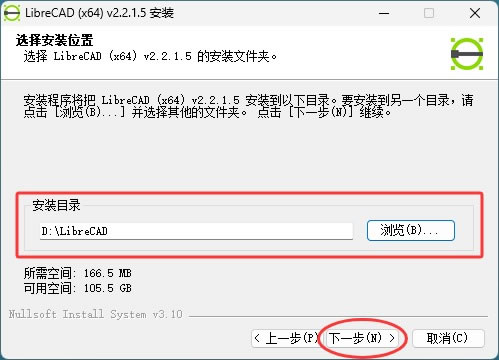 LibreCAD (x64) v2.2.1.5 安装
选择安装位置
选择 LibreCAD (x64) v2.2.1.5 的安装文件夹。
安装程序将把 LibreCAD (x64) v2.2.1.5 安装到以下目录。要安装到另一个目录，请
点击 [浏览(B)...] 并选择其他的文件夹。 点击 [下一步(N)] 继续。
安装目录
D:\LibreCAD
浏览(B)...
所需空间: 166.5 MB
可用空间: 105.5 GB
Nullsoft Install System v3.10
< 上一步(P) 下一步(N) > 取消(C)